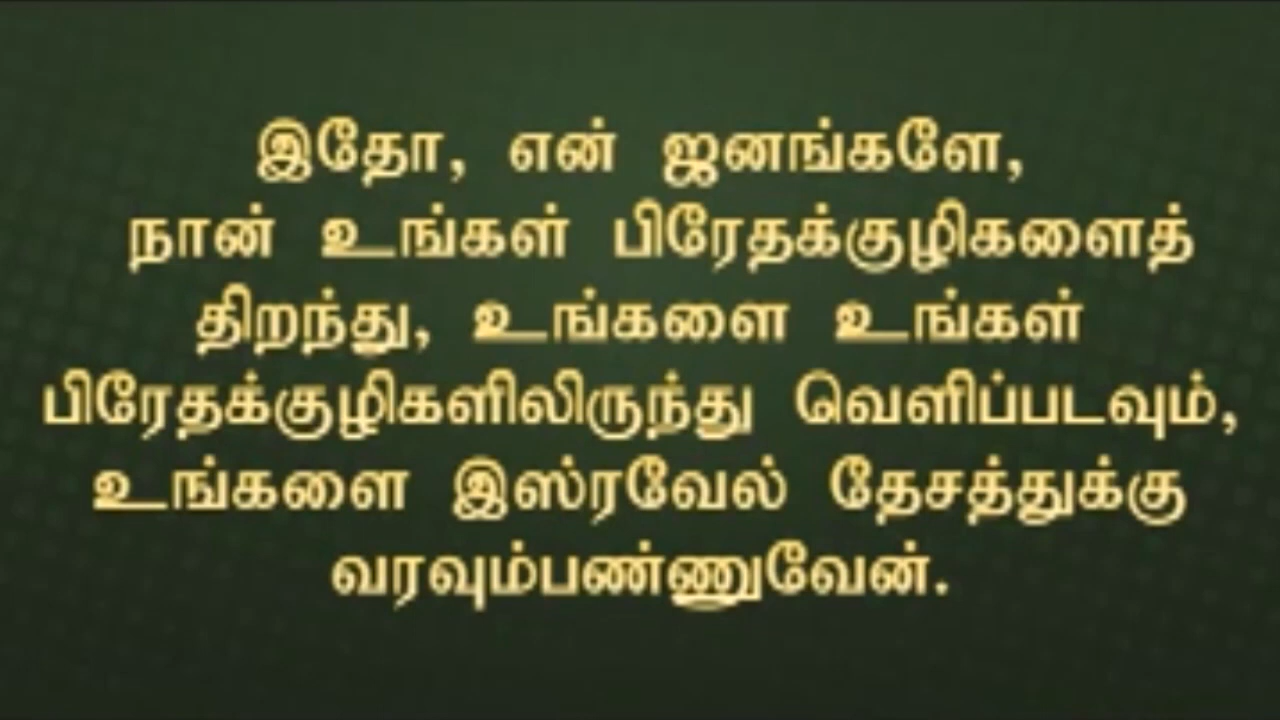 இதோ, என் ஜனங்களே,
நான் உங்கள் பிரேதக்குழிகளைத்
திறந்து, உங்களை உங்கள்
பிரேதக்குழிகளிலிருந்து வெளிப்படவும்,
உங்களை இஸ்ரவேல் தேசத்துக்கு
வரவும்பண்ணுவேன்.